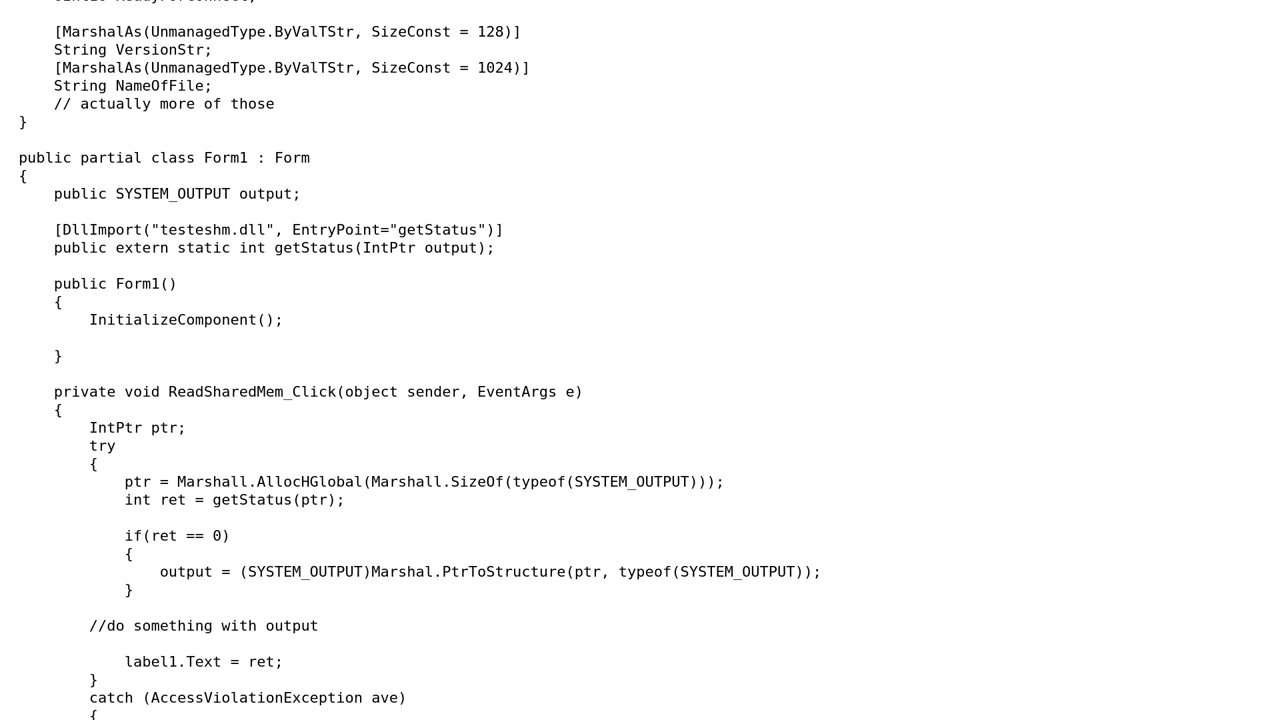 [MarshalAs(UnmanagedType.ByValTStr, SizeConst = 128)]
String VersionStr;
[MarshalAs(UnmanagedType.ByValTStr, SizeConst = 1024)]
String NameOfFile;
// actually more of those
}
public partial class Form1 : Form
{
public SYSTEM_OUTPUT output;
[DllImport("testeshm.dll", EntryPoint="getStatus")]
public extern static int getStatus(IntPtr output);
public Form1()
{
InitializeComponent();
}
private void ReadSharedMem_Click(object sender, EventArgs e)
{
IntPtr ptr;
try
{
ptr = Marshall.AllocHGlobal(Marshall.SizeOf(typeof(SYSTEM_OUTPUT)));
int ret = getStatus(ptr);
if(ret == 0)
{
output = (SYSTEM_OUTPUT)Marshal.PtrToStructure(ptr, typeof(SYSTEM_OUTPUT));
}
//do something with output
label1.Text = ret;
}
catch (AccessViolationException ave)
{